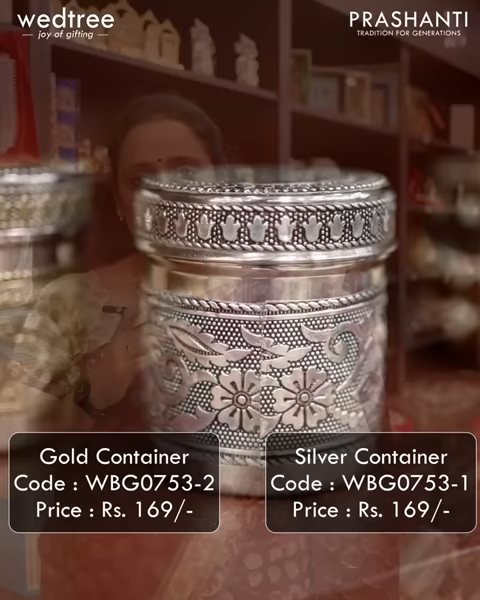 wedtree
joy of gifting
PRASHANTI
TRADITION FOR GENERATIONS
Gold Container
Code : WBG0753-2
Price : Rs. 169/-
Silver Container
Code : WBG0753-1
Price : Rs. 169/-